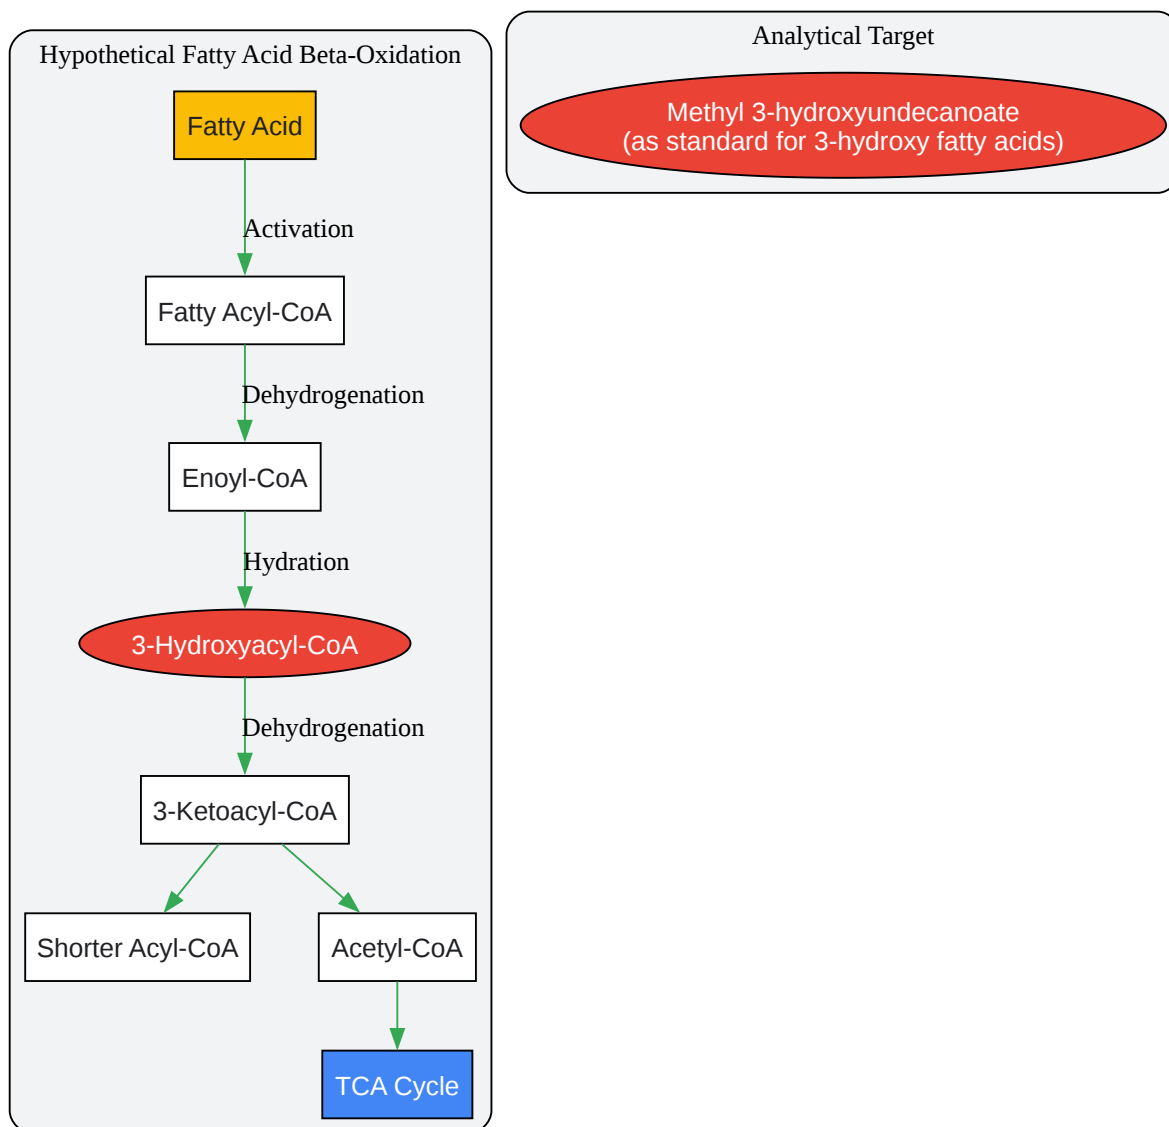 Hypothetical Fatty Acid Beta-Oxidation
Fatty Acid
Activation
Fatty Acyl-CoA
Dehydrogenation
Enoyl-CoA
Hydration
3-Hydroxyacyl-CoA
Dehydrogenation
3-Ketoacyl-CoA
Shorter Acyl-CoA
Acetyl-CoA
TCA Cycle
Analytical Target
Methyl 3-hydroxyundecanoate
(as standard for 3-hydroxy fatty acids)